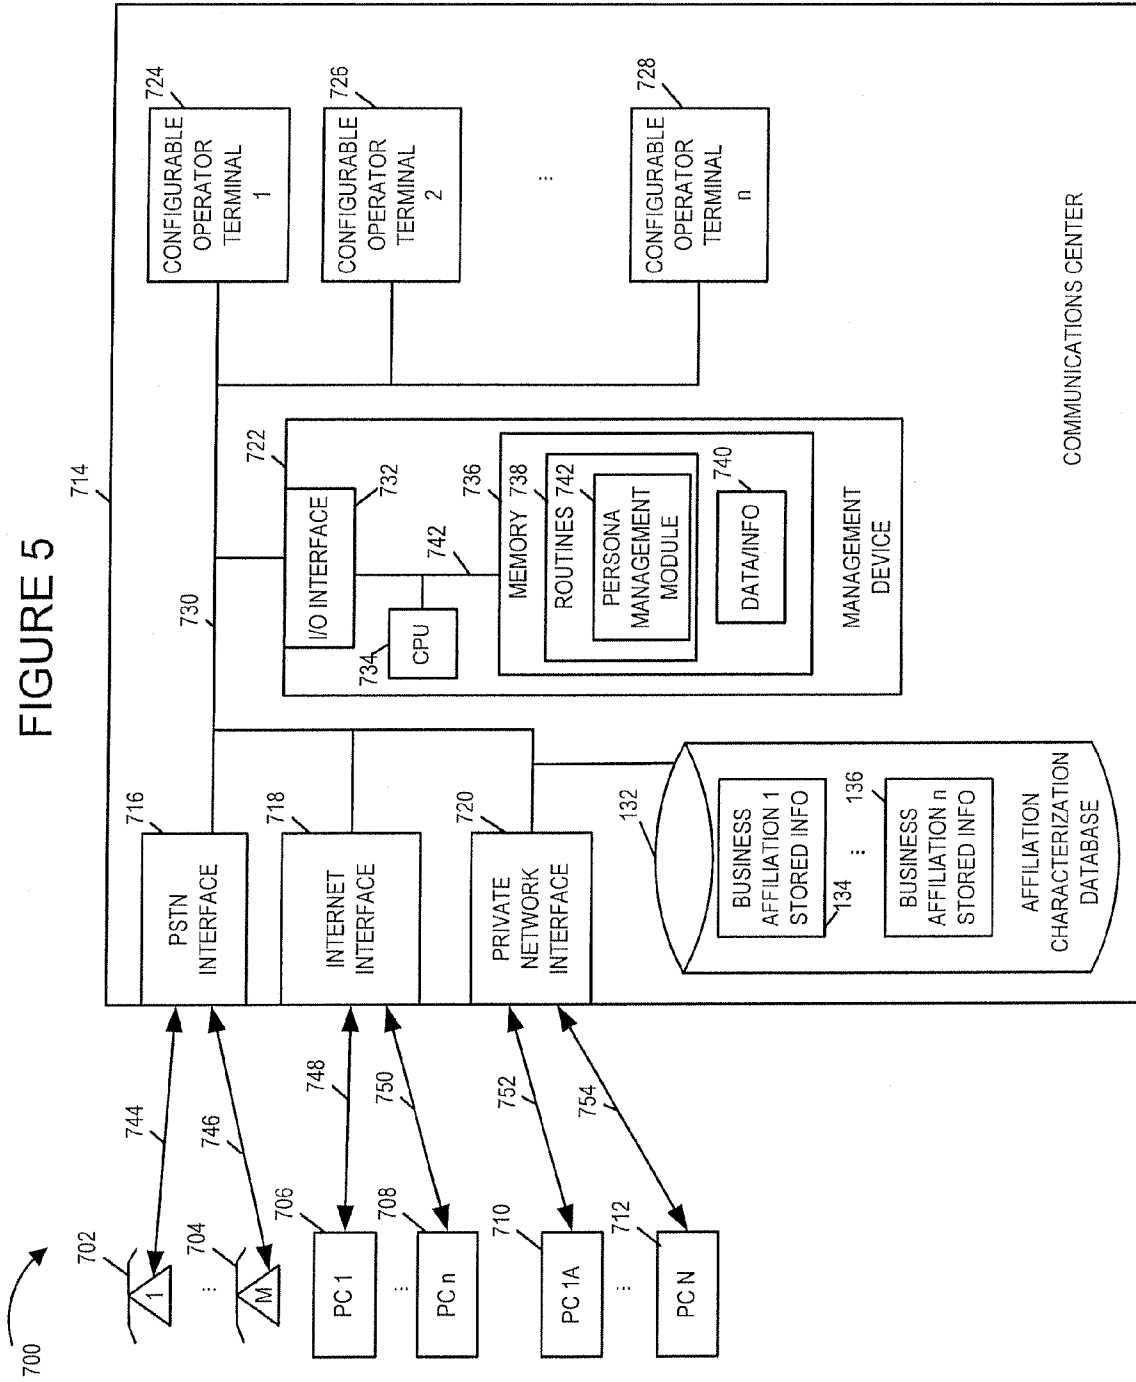 FIGURE 5
700
702
1
⋮
704
M
706
PC 1
⋮
708
PC n
710
PC 1A
⋮
712
PC N
744
746
748
750
752
754
714
716
PSTN
INTERFACE
718
INTERNET
INTERFACE
720
PRIVATE
NETWORK
INTERFACE
730
132
BUSINESS
AFFILIATION 1
STORED INFO
134
⋮
136
BUSINESS
AFFILIATION n
STORED INFO
AFFILIATION
CHARACTERIZATION
DATABASE
722
I/O INTERFACE
732
734
CPU
742
736
MEMORY
738
ROUTINES
742
PERSONA
MANAGEMENT
MODULE
740
DATA/INFO
MANAGEMENT
DEVICE
724
CONFIGURABLE
OPERATOR
TERMINAL
1
726
CONFIGURABLE
OPERATOR
TERMINAL
2
⋮
728
CONFIGURABLE
OPERATOR
TERMINAL
n
COMMUNICATIONS CENTER